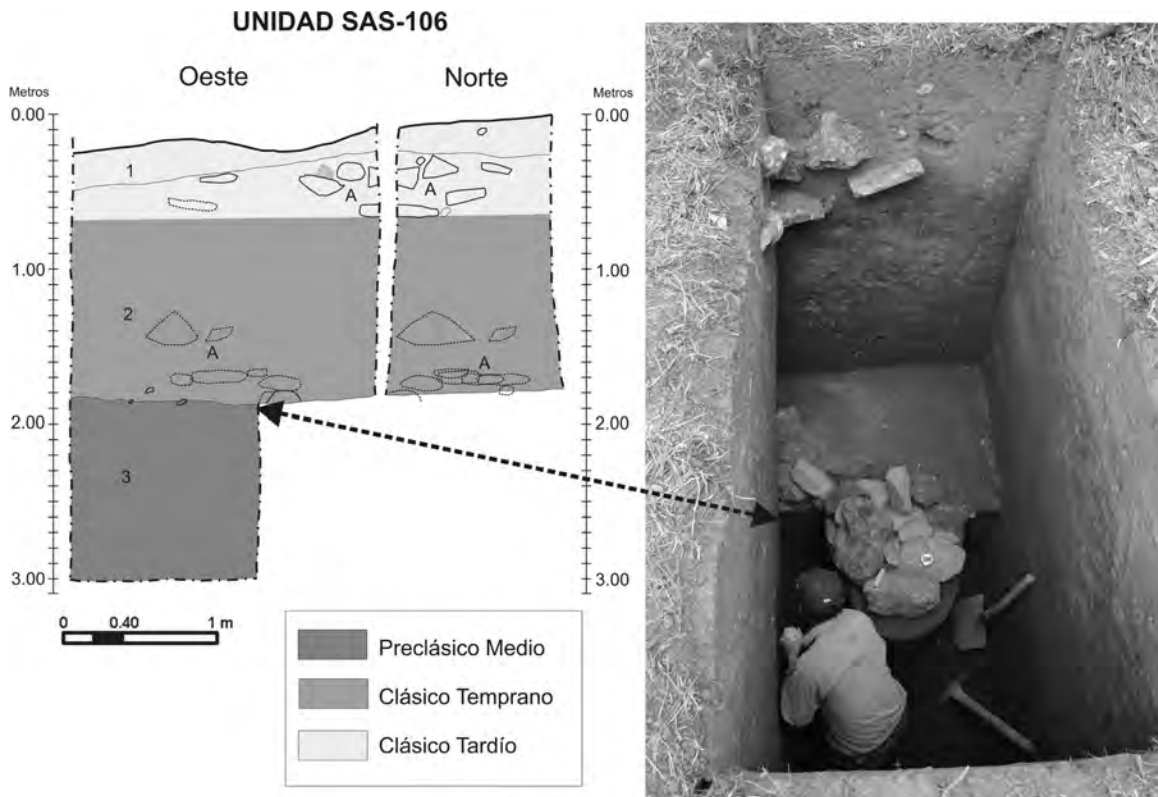 UNIDAD SAS-106
Oeste
Norte
Metros
Metros
0.00
0.00
1
A
A
1.00
1.00
2
A
A
2.00
2.00
3
3.00
3.00
0 0.40 1 m
Preclásico Medio
Clásico Temprano
Clásico Tardío